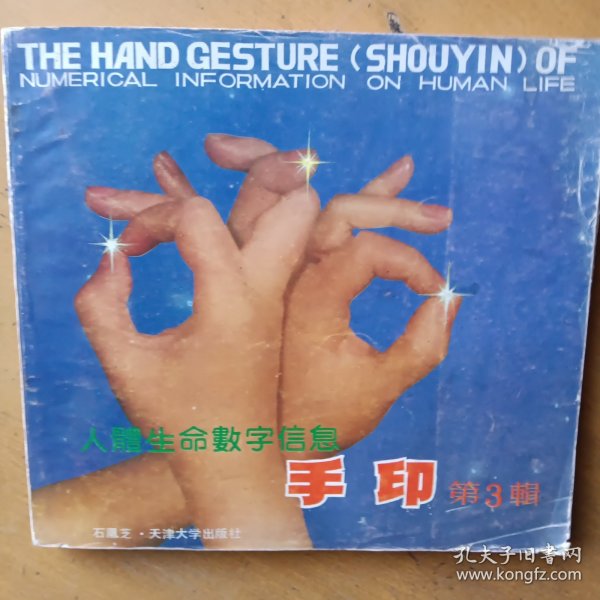 THE HAND GESTURE (SHOUYIN) OF
NUMERICAL INFORMATION ON HUMAN LIFE
人體生命數字信息
手印 第3輯
石鳳芝·天津大学出版社
孔夫子旧书网
www.kongfz.com